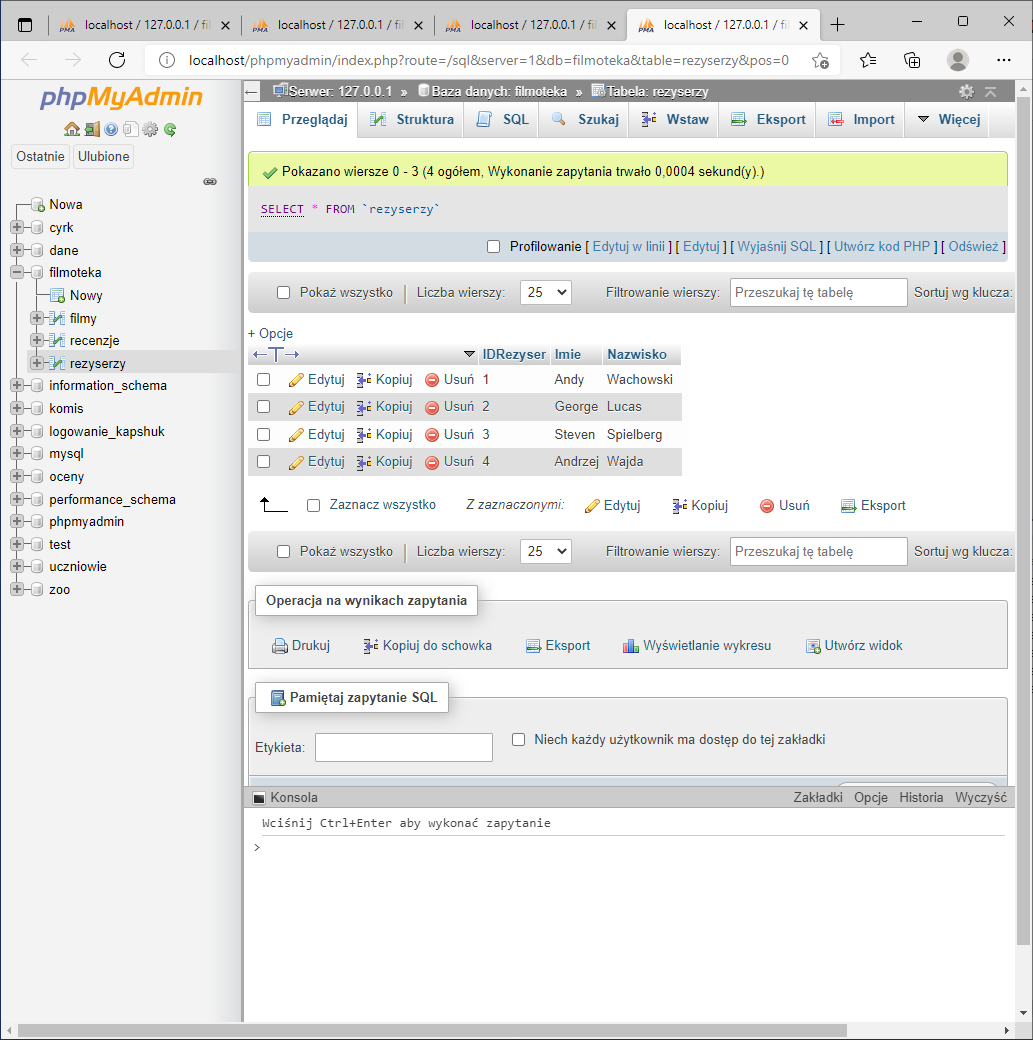 localhost / 127.0.0.1 / fi
localhost / 127.0.0.1 / fil
localhost / 127.0.0.1 / fil
localhost / 127.0.0.1 / fil
localhost/phpmyadmin/index.php?route=/sql&server=1&db=filmoteka&table=rezyserzy&pos=0
phpMyAdmin
Ostatnie Ulubione
Nowa
cyrk
dane
filmoteka
Nowy
filmy
recenzje
rezyserzy
information_schema
komis
logowanie_kapshuk
mysql
oceny
performance_schema
phpmyadmin
test
uczniowie
zoo
Serwer: 127.0.0.1 » Baza danych: filmoteka » Tabela: rezyserzy
Przeglądaj Struktura SQL Szukaj Wstaw Eksport Import Więcej
Pokazano wiersze 0 - 3 (4 ogółem, Wykonanie zapytania trwało 0,0004 sekund(y).)
SELECT * FROM `rezyserzy`
Profilowanie [ Edytuj w linii ] [ Edytuj ] [ Wyjaśnij SQL ] [ Utwórz kod PHP ] [ Odśwież ]
Pokaż wszystko | Liczba wierszy: 25 Filtrowanie wierszy: Przeszukaj tę tabelę Sortuj wg klucza:
+ Opcje
←T→ IDRezyser Imie Nazwisko
Edytuj Kopiuj Usuń 1 Andy Wachowski
Edytuj Kopiuj Usuń 2 George Lucas
Edytuj Kopiuj Usuń 3 Steven Spielberg
Edytuj Kopiuj Usuń 4 Andrzej Wajda
Zaznacz wszystko Z zaznaczonymi: Edytuj Kopiuj Usuń Eksport
Pokaż wszystko | Liczba wierszy: 25 Filtrowanie wierszy: Przeszukaj tę tabelę Sortuj wg klucza:
Operacja na wynikach zapytania
Drukuj Kopiuj do schowka Eksport Wyświetlanie wykresu Utwórz widok
Pamiętaj zapytanie SQL
Etykieta: Niech każdy użytkownik ma dostęp do tej zakładki
Konsola Zakładki Opcje Historia Wyczyść
Wciśnij Ctrl+Enter aby wykonać zapytanie
>